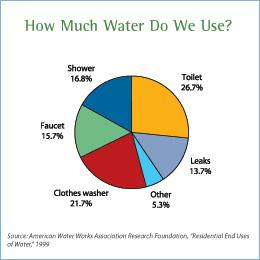 How Much Water Do We Use?
Shower
16.8%
Toilet
26.7%
Faucet
15.7%
Leaks
13.7%
Clothes washer
21.7%
Other
5.3%
Source: American Water Works Association Research Foundation, "Residential End Uses
of Water," 1999